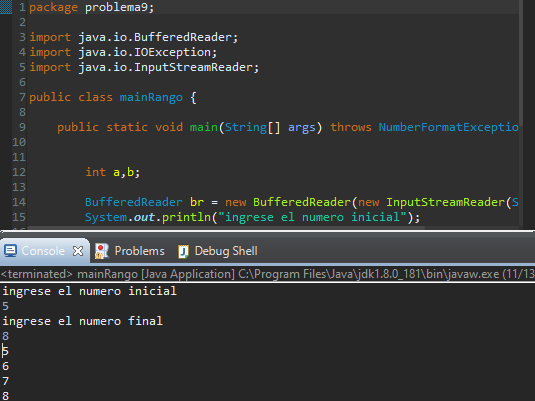 1 package problema9;
2
3 import java.io.BufferedReader;
4 import java.io.IOException;
5 import java.io.InputStreamReader;
6
7 public class mainRango {
8
9 public static void main(String[] args) throws NumberFormatExceptio
10
11
12 int a,b;
13
14 BufferedReader br = new BufferedReader(new InputStreamReader(S
15 System.out.println("ingrese el numero inicial");
Console Problems Debug Shell
<terminated> mainRango [Java Application] C:\Program Files\Java\jdk1.8.0_181\bin\javaw.exe (11/13
ingrese el numero inicial
5
ingrese el numero final
8
5
6
7
8